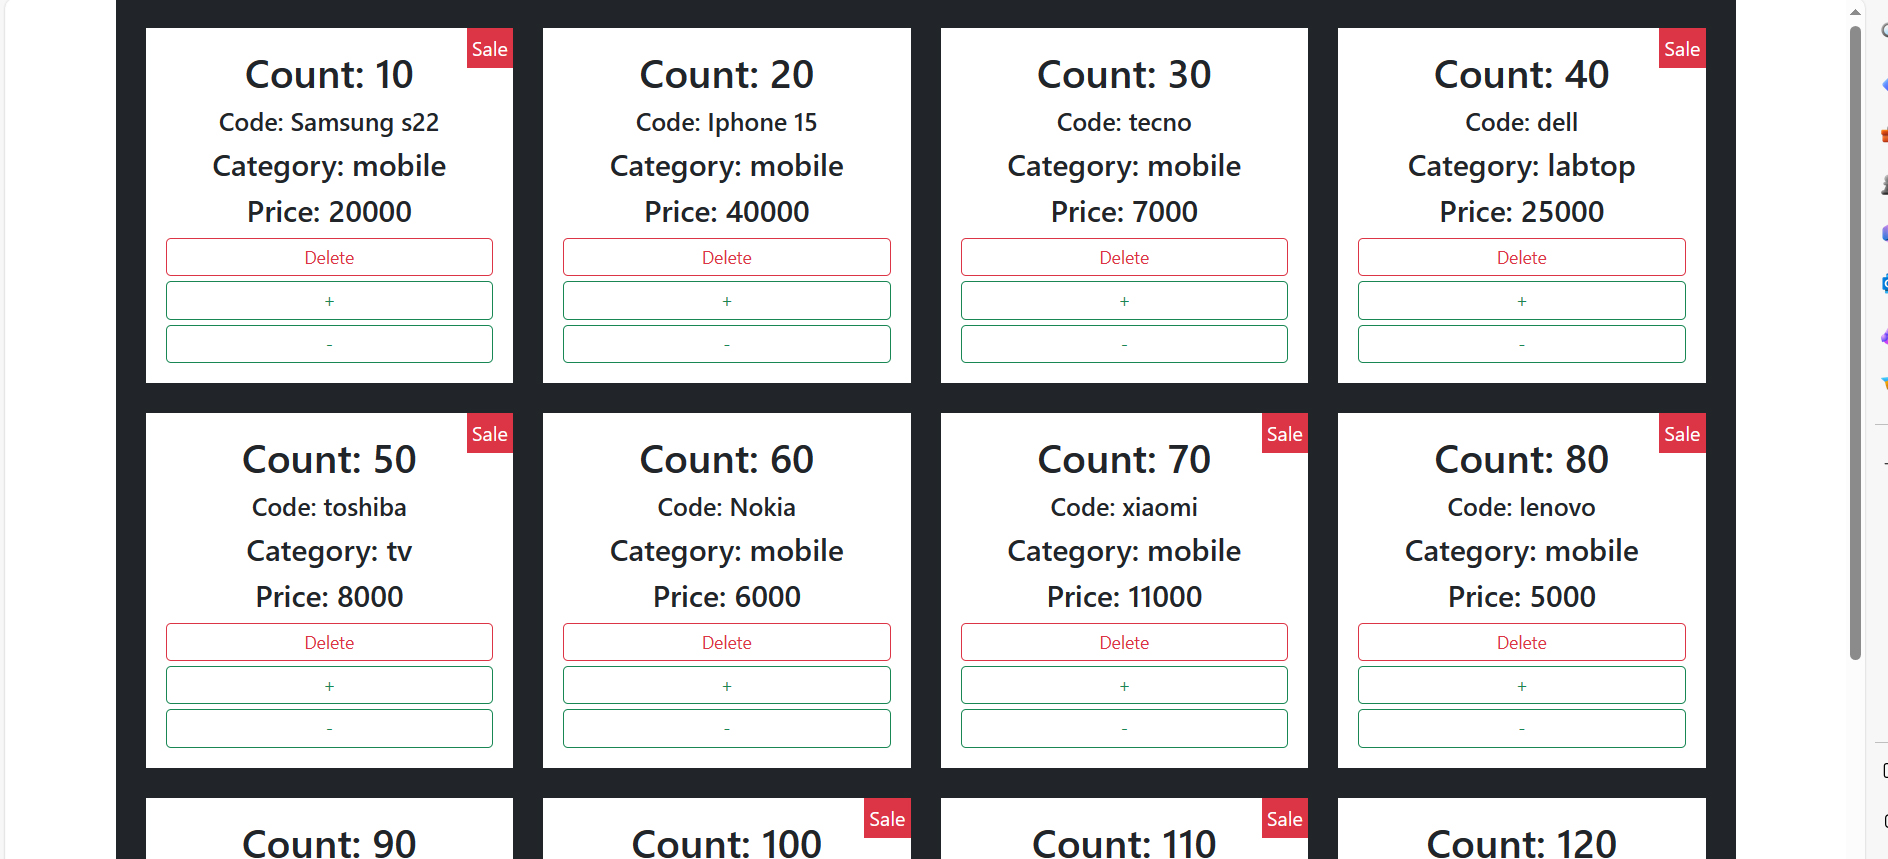 Sale
Count: 10
Code: Samsung s22
Category: mobile
Price: 20000
Delete
+
-
Count: 20
Code: Iphone 15
Category: mobile
Price: 40000
Delete
+
-
Count: 30
Code: tecno
Category: mobile
Price: 7000
Delete
+
-
Sale
Count: 40
Code: dell
Category: labtop
Price: 25000
Delete
+
-
Sale
Count: 50
Code: toshiba
Category: tv
Price: 8000
Delete
+
-
Count: 60
Code: Nokia
Category: mobile
Price: 6000
Delete
+
-
Sale
Count: 70
Code: xiaomi
Category: mobile
Price: 11000
Delete
+
-
Sale
Count: 80
Code: lenovo
Category: mobile
Price: 5000
Delete
+
-
Count: 90
Sale
Count: 100
Sale
Count: 110
Count: 120